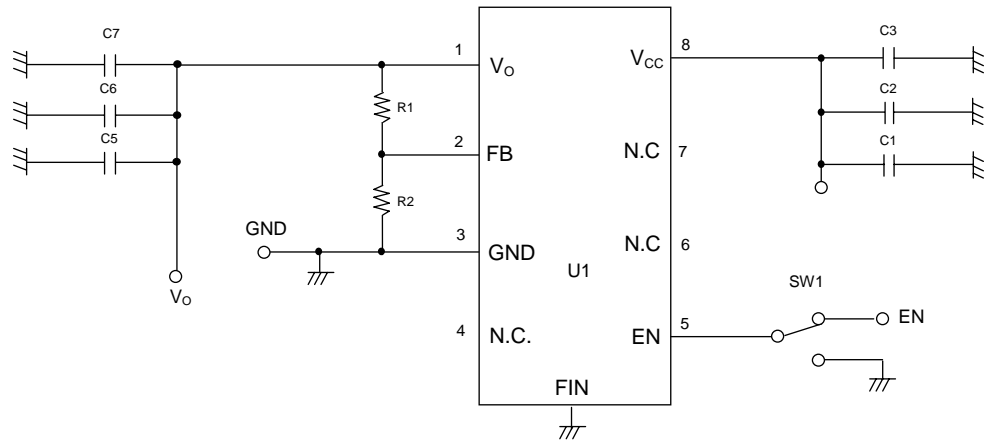 C7
C6
C5
1
2
3
4
R1
R2
GND
VO
VO
FB
GND
N.C.
U1
FIN
VCC
N.C
N.C
EN
8
7
6
5
C3
C2
C1
SW1
EN